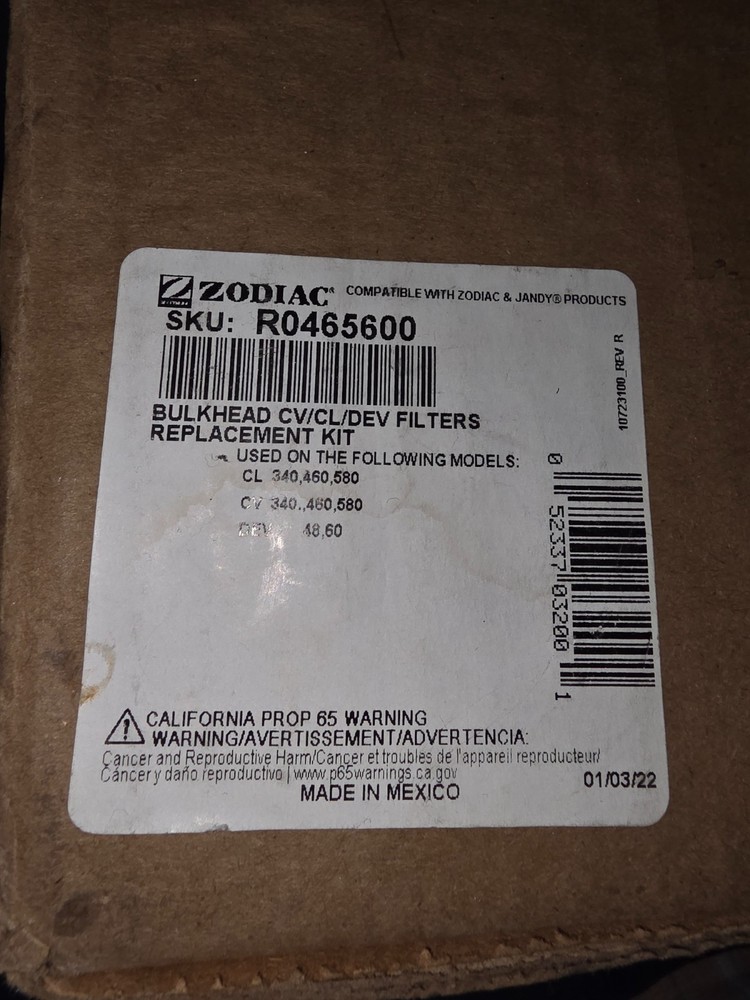 ZODIAC® COMPATIBLE WITH ZODIAC & JANDY® PRODUCTS
SKU: R0465600
10723100_REV R
BULKHEAD CV/CL/DEV FILTERS
REPLACEMENT KIT
USED ON THE FOLLOWING MODELS:
CL 340,460,580
CV 340.,460,580
DEV 48,60
0 52337 03200 1
CALIFORNIA PROP 65 WARNING
WARNING/AVERTISSEMENT/ADVERTENCIA:
Cancer and Reproductive Harm/Cancer et troubles de l'appareil reproducteur/
Cáncer y daño reproductivo | www.p65warnings.ca.gov
01/03/22
MADE IN MEXICO